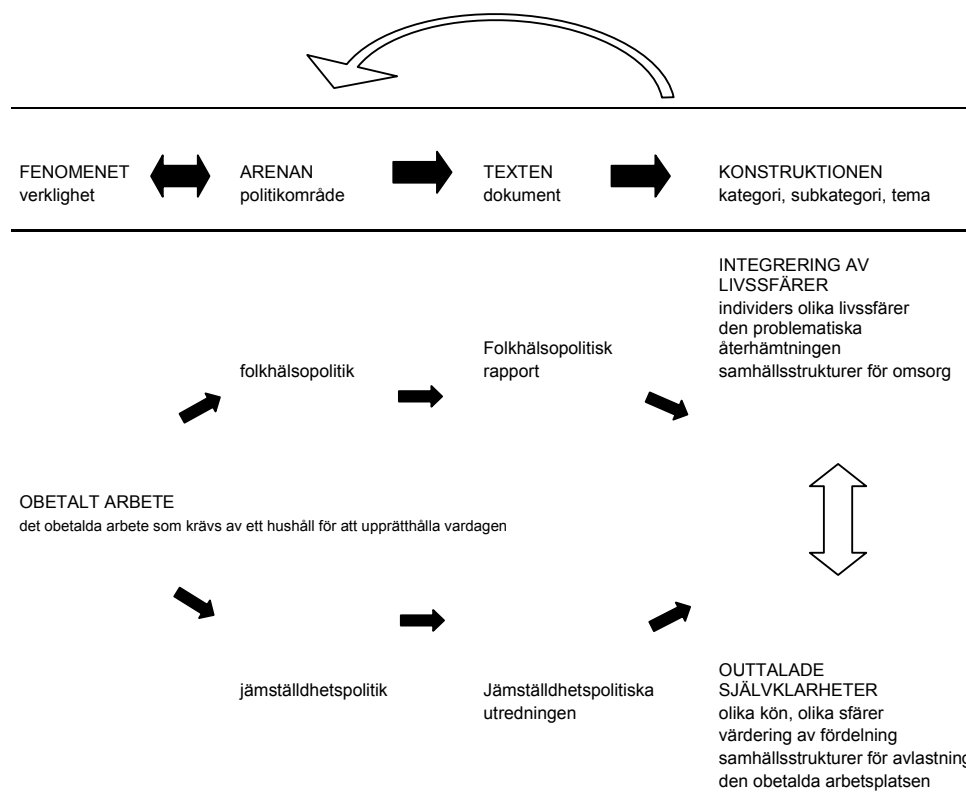 FENOMENET
verklighet
ARENAN
politikområde
TEXTEN
dokument
KONSTRUKTIONEN
kategori, subkategori, tema
INTEGRERING AV
LIVSSFÄRER
individers olika livssfärer
den problematiska
återhämtningen
samhällsstrukturer för omsorg
folkhälsopolitik
Folkhälsopolitisk
rapport
OBETALT ARBETE
det obetalda arbete som krävs av ett hushåll för att upprätthålla vardagen
jämställdhetspolitik
Jämställdhetspolitiska
utredningen
OUTTALADE
SJÄLVKLARHETER
olika kön, olika sfärer
värdering av fördelning
samhällsstrukturer för avlastning
den obetalda arbetsplatsen